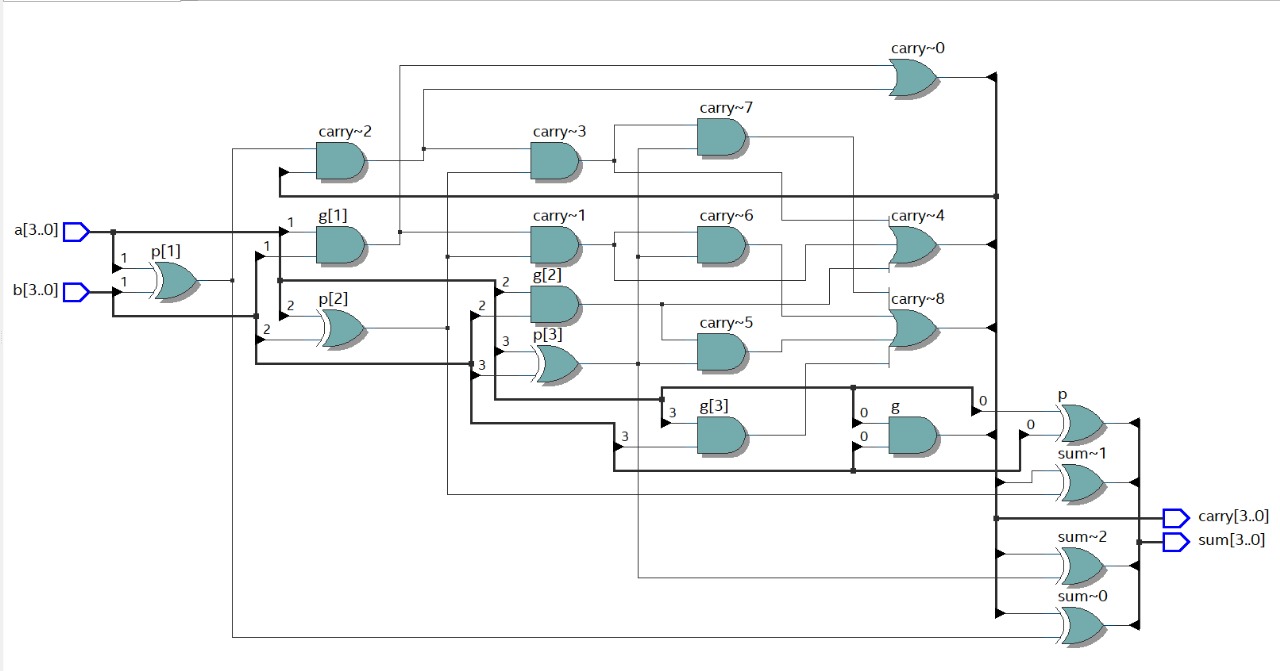 carry~0
carry~7
carry~2
carry~3
a[3..0]
1
g[1]
carry~1
carry~6
carry~4
1
p[1]
1
g[2]
2
b[3..0]
1
2
p[2]
2
carry~8
2
p[3]
carry~5
3
3
p
0
g[3]
g
3
0
0
3
0
sum~1
carry[3..0]
sum~2
sum[3..0]
sum~0